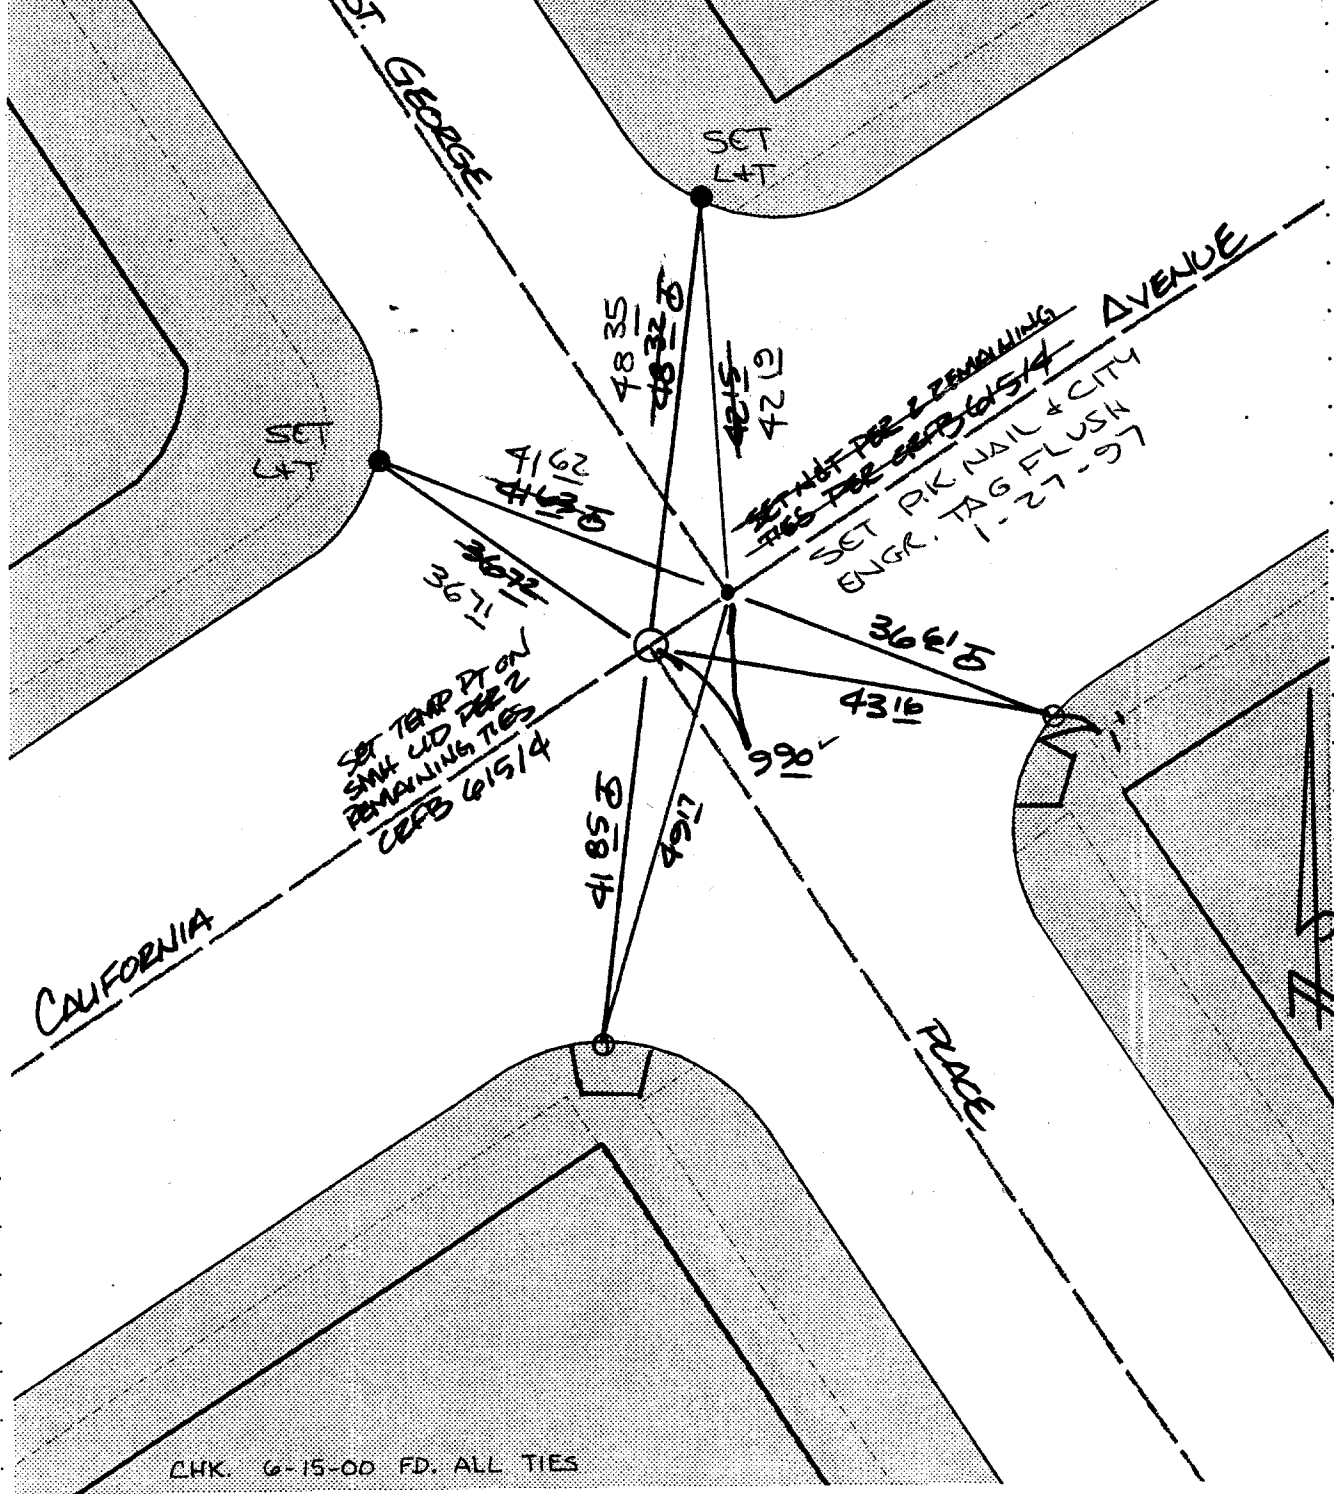 ST. GEORGE
SET
L+T
48 35
48 32
42 15
42 19
AVENUE
SET N&T PER 2 REMAINING
TIES PER CRFB 615/4
SET P.K. NAIL & CITY
ENGR. TAG FLUSH
1-27-97
SET
L+T
41 62
41 63
36 72
36 71
SET TEMP PT ON
SMH LID PER 2
REMAINING TIES
CRFB 615/4
36 61
43 16
9 90
41 85
49 17
CALIFORNIA
PLACE
CHK. 6-15-00 FD. ALL TIES